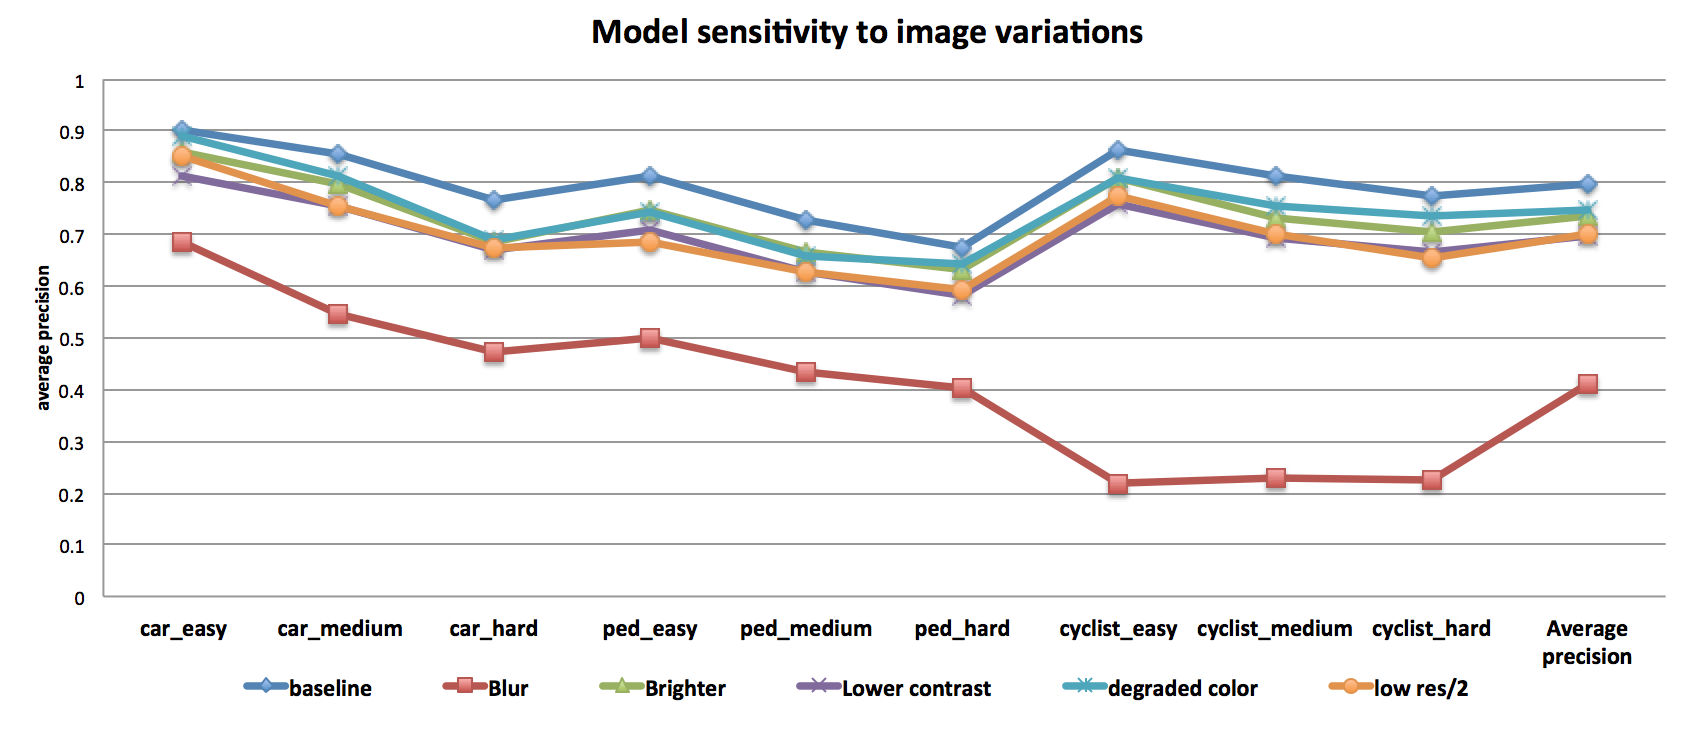 Model sensitivity to image variations
1
0.9
0.8
0.7
0.6
0.5
0.4
0.3
0.2
0.1
0
average precision
car_easy car_medium car_hard ped_easy ped_medium ped_hard cyclist_easy cyclist_medium cyclist_hard Average
precision
baseline Blur Brighter Lower contrast degraded color low res/2